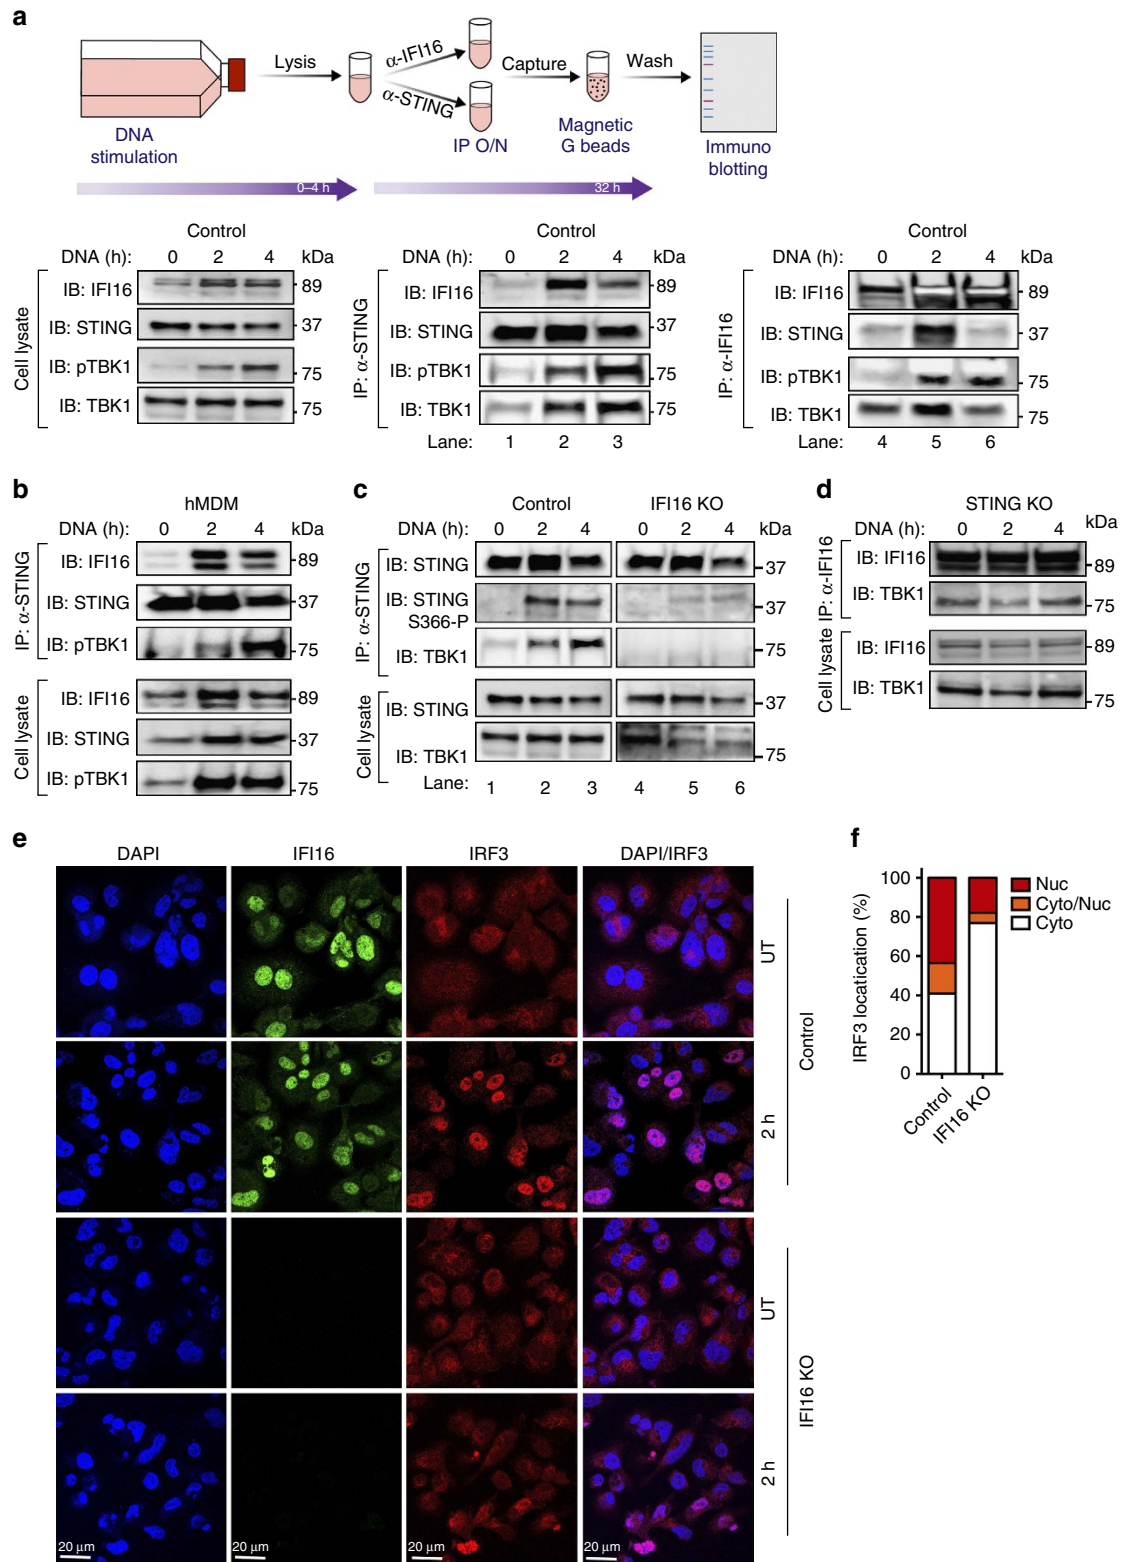 a
Lysis
α-IFI16
α-STING
Capture
Wash
DNA
stimulation
IP O/N
Magnetic
G beads
Immuno
blotting
0–4 h
32 h
Control
DNA (h): 0 2 4 kDa
Cell lysate
IB: IFI16 89
IB: STING 37
IB: pTBK1 75
IB: TBK1 75
Control
DNA (h): 0 2 4 kDa
IP: α-STING
IB: IFI16 89
IB: STING 37
IB: pTBK1 75
IB: TBK1 75
Lane: 1 2 3
Control
DNA (h): 0 2 4 kDa
IP: α-IFI16
IB: IFI16 89
IB: STING 37
IB: pTBK1 75
IB: TBK1 75
Lane: 4 5 6
b
hMDM
DNA (h): 0 2 4 kDa
IP: α-STING
IB: IFI16 89
IB: STING 37
IB: pTBK1 75
Cell lysate
IB: IFI16 89
IB: STING 37
IB: pTBK1 75
c
Control IFI16 KO
DNA (h): 0 2 4 0 2 4 kDa
IP: α-STING
IB: STING 37
IB: STING
S366-P 37
IB: TBK1 75
Cell lysate
IB: STING 37
IB: TBK1 75
Lane: 1 2 3 4 5 6
d
STING KO
DNA (h): 0 2 4 kDa
IP: α-IFI16
IB: IFI16 89
IB: TBK1 75
Cell lysate
IB: IFI16 89
IB: TBK1 75
e
DAPI IFI16 IRF3 DAPI/IRF3
UT
2 h
Control
UT
2 h
IFI16 KO
20 µm 20 µm 20 µm 20 µm
f
IRF3 locatication (%)
100
80
60
40
20
0
Control
IFI16 KO
Nuc
Cyto/Nuc
Cyto